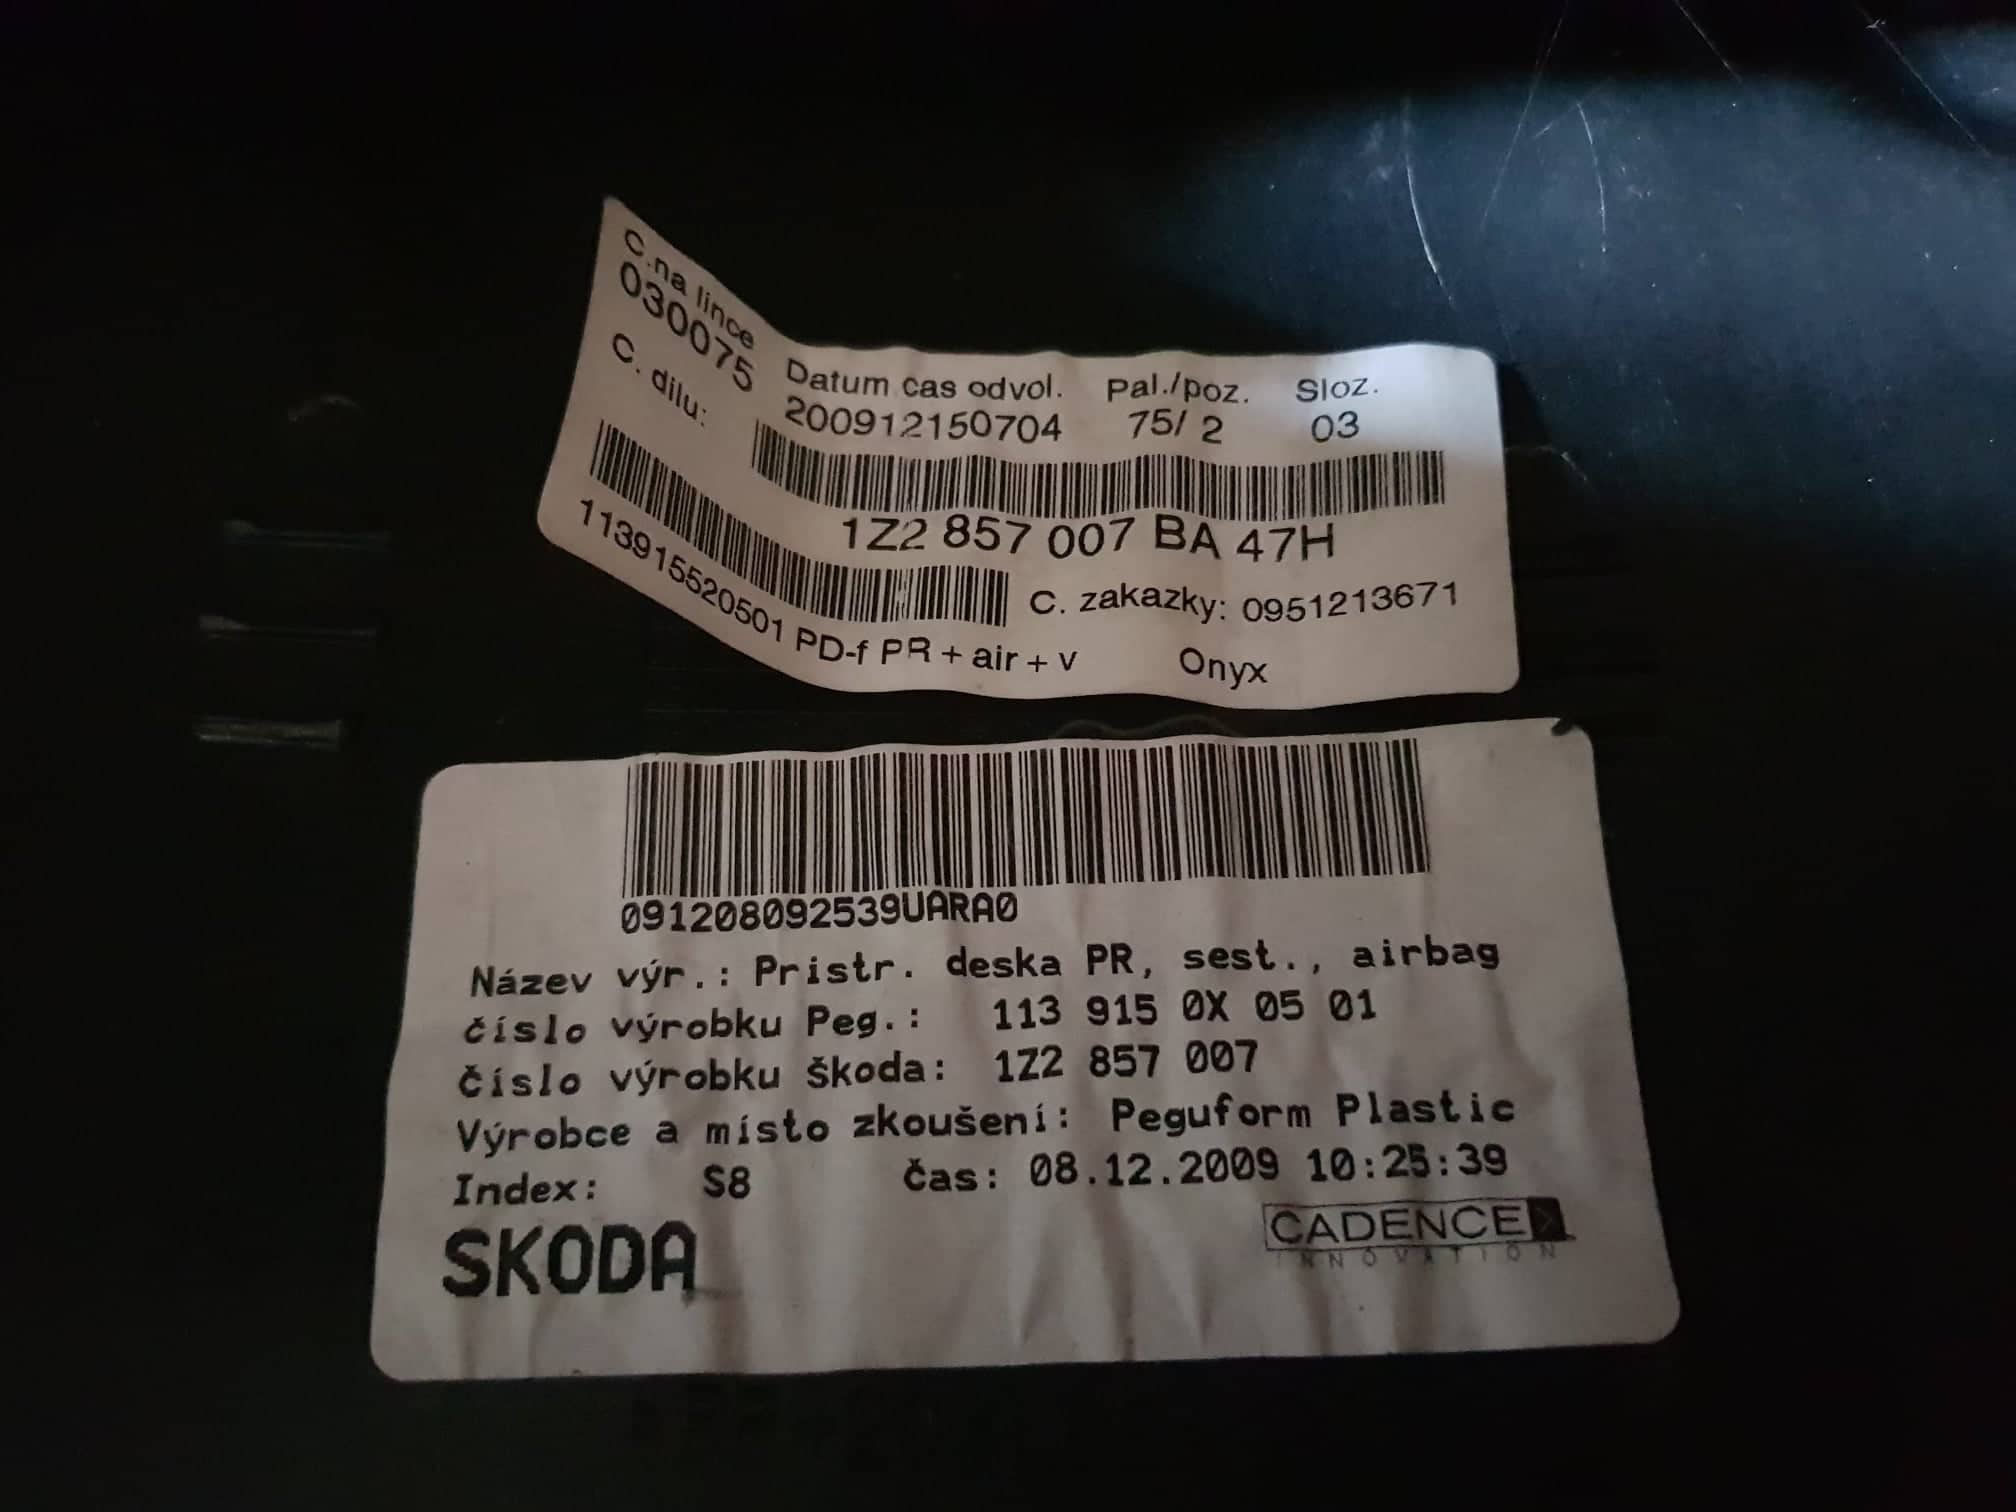 C.na lince Datum cas odvol. Pal./poz. Sloz.
030075 200912150704 75/ 2 03
C. dilu:
1Z2 857 007 BA 47H
C. zakazky: 0951213671
113915520501 PD-f PR + air + v Onyx
091208092539UARA0
Název výr.: Pristr. deska PR, sest., airbag
číslo výrobku Peg.: 113 915 0X 05 01
Číslo výrobku škoda: 1Z2 857 007
Výrobce a místo zkoušení: Peguform Plastic
Index: S8 Čas: 08.12.2009 10:25:39
SKODA
CADENCE
INNOVATION